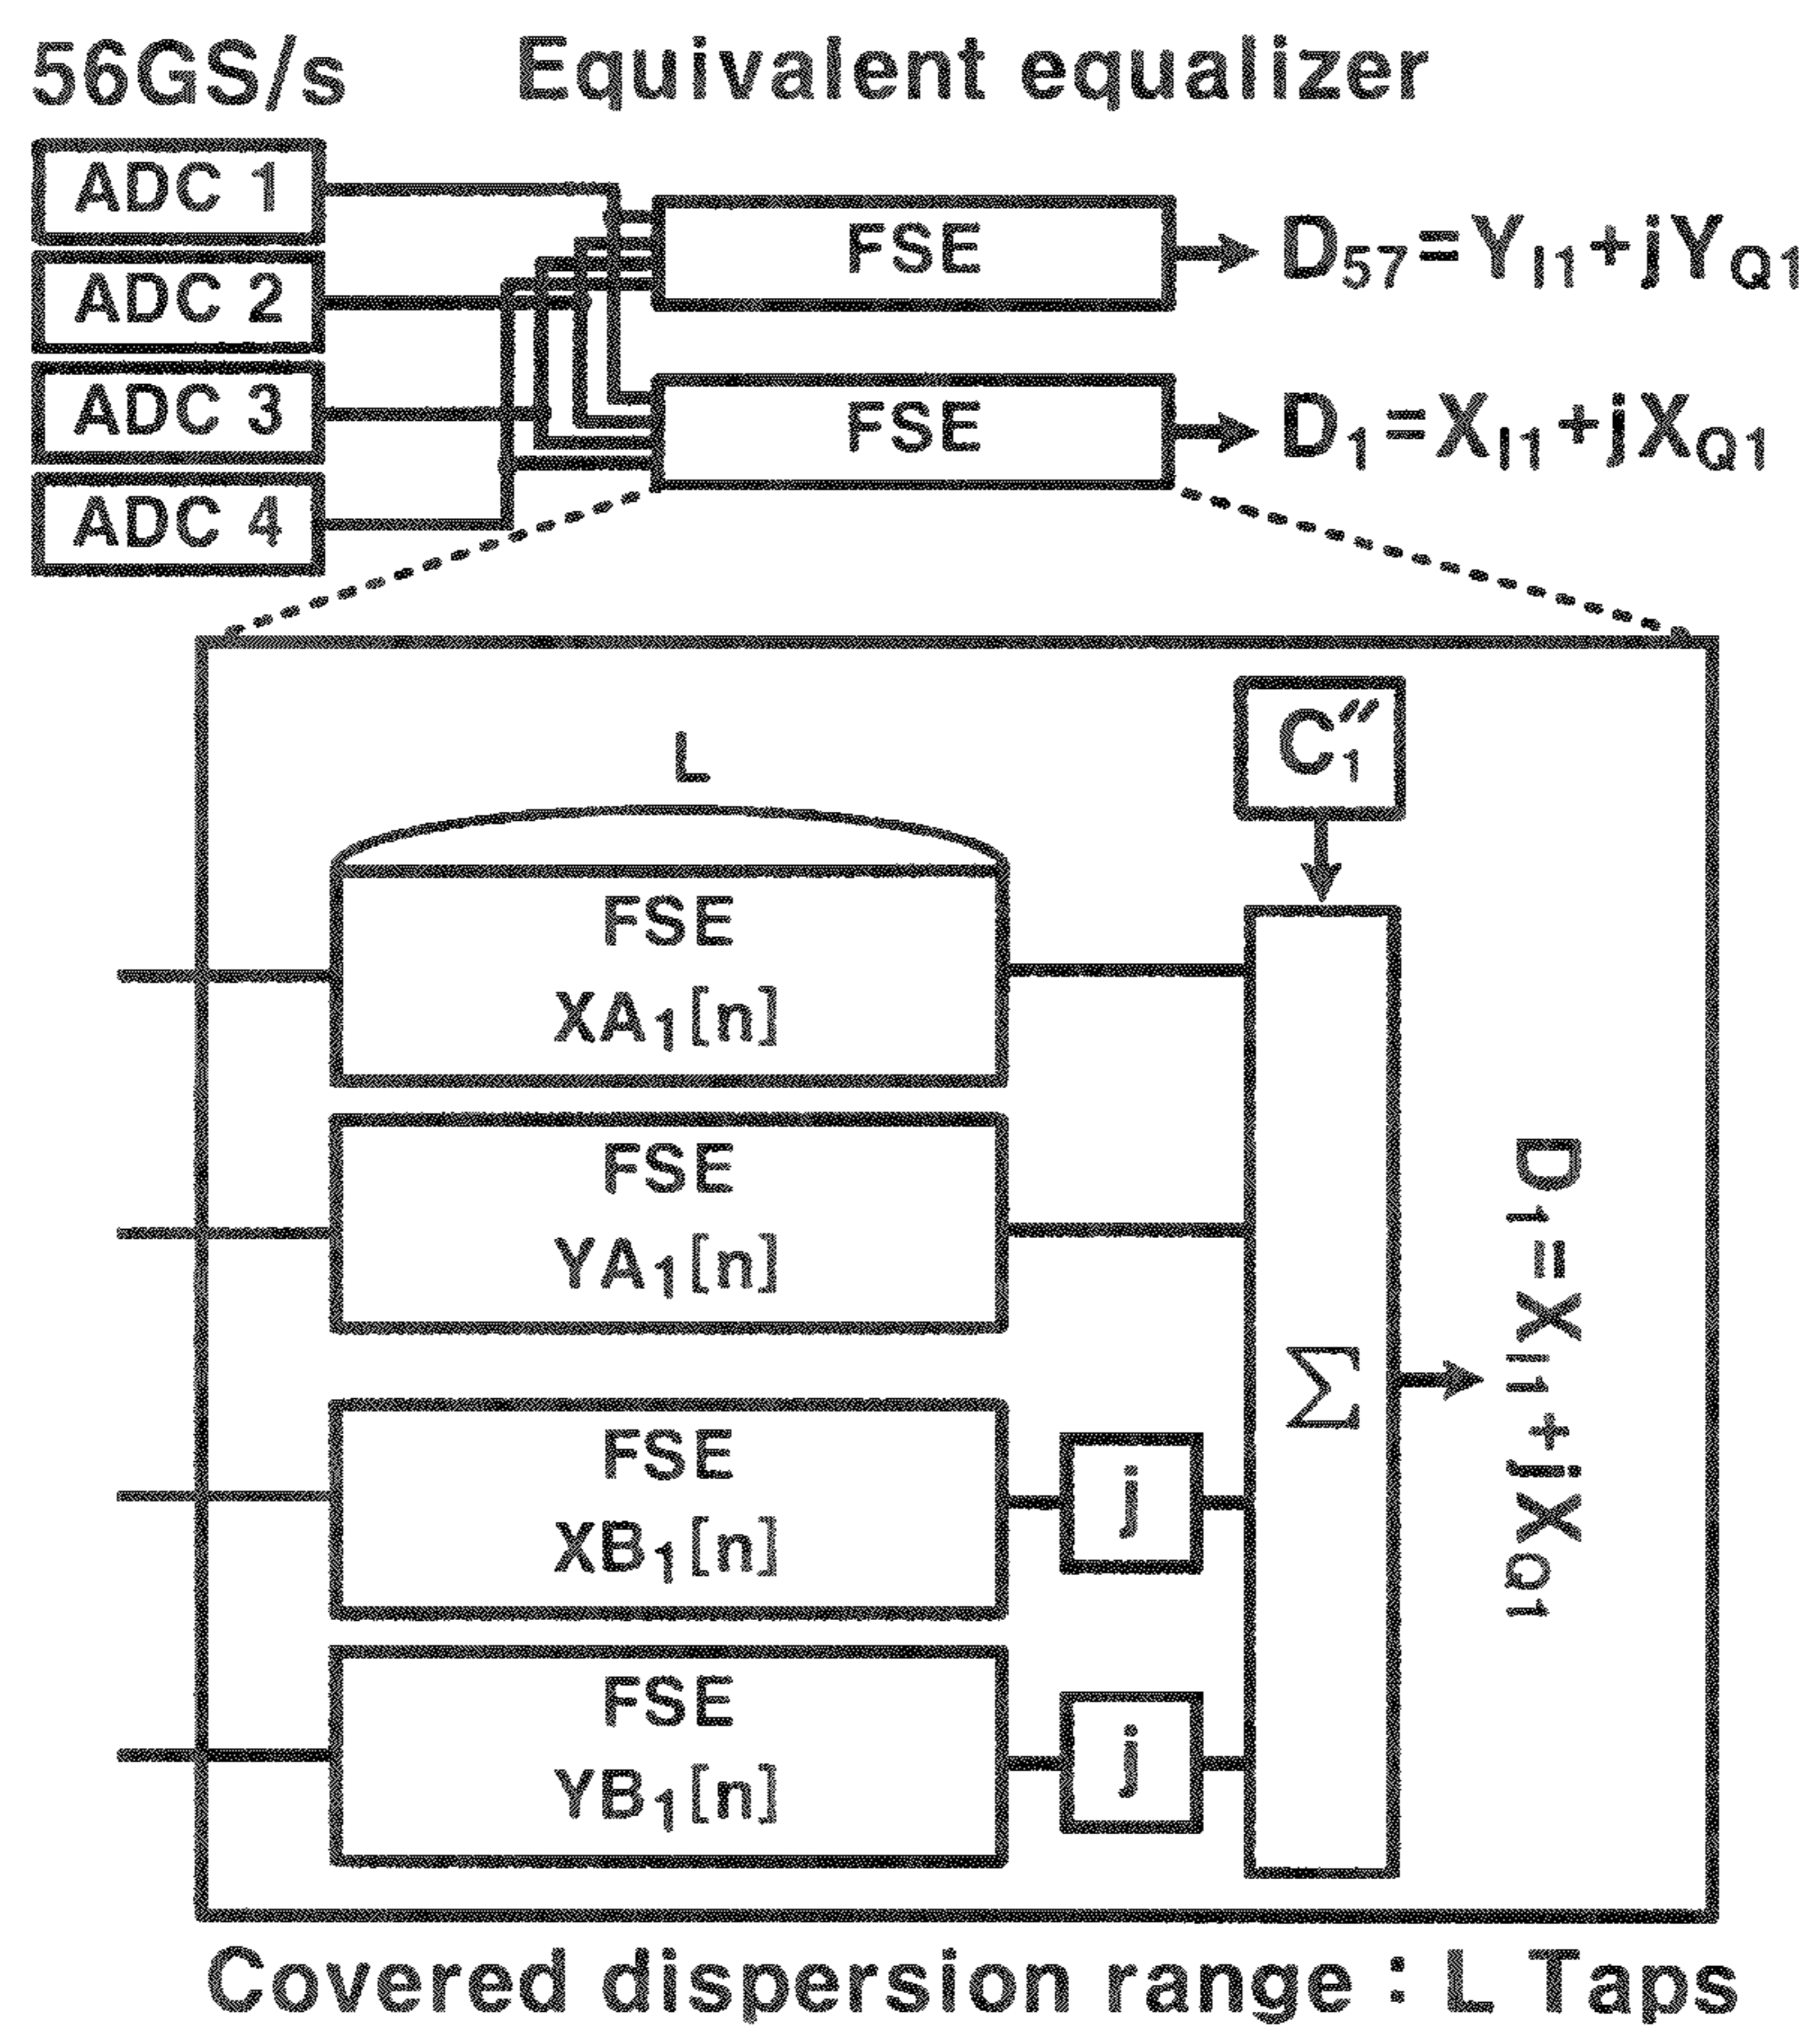 56GS/s Equivalent equalizer
ADC 1
ADC 2
ADC 3
ADC 4
FSE
D57=YI1+jYQ1
FSE
D1=XI1+jXQ1
C″1
L
FSE
XA1[n]
FSE
YA1[n]
FSE
XB1[n]
j
FSE
YB1[n]
j
Σ
D1=XI1+jXQ1
Covered dispersion range : L Taps